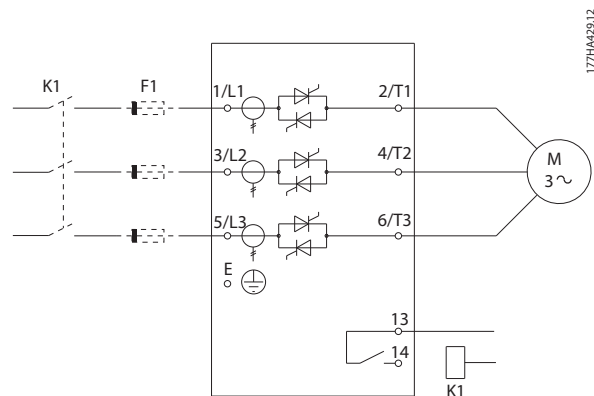 177HA429.12
K1 F1 1/L1 2/T1
3/L2 4/T2
M
3~
5/L3 6/T3
E
13
14
K1